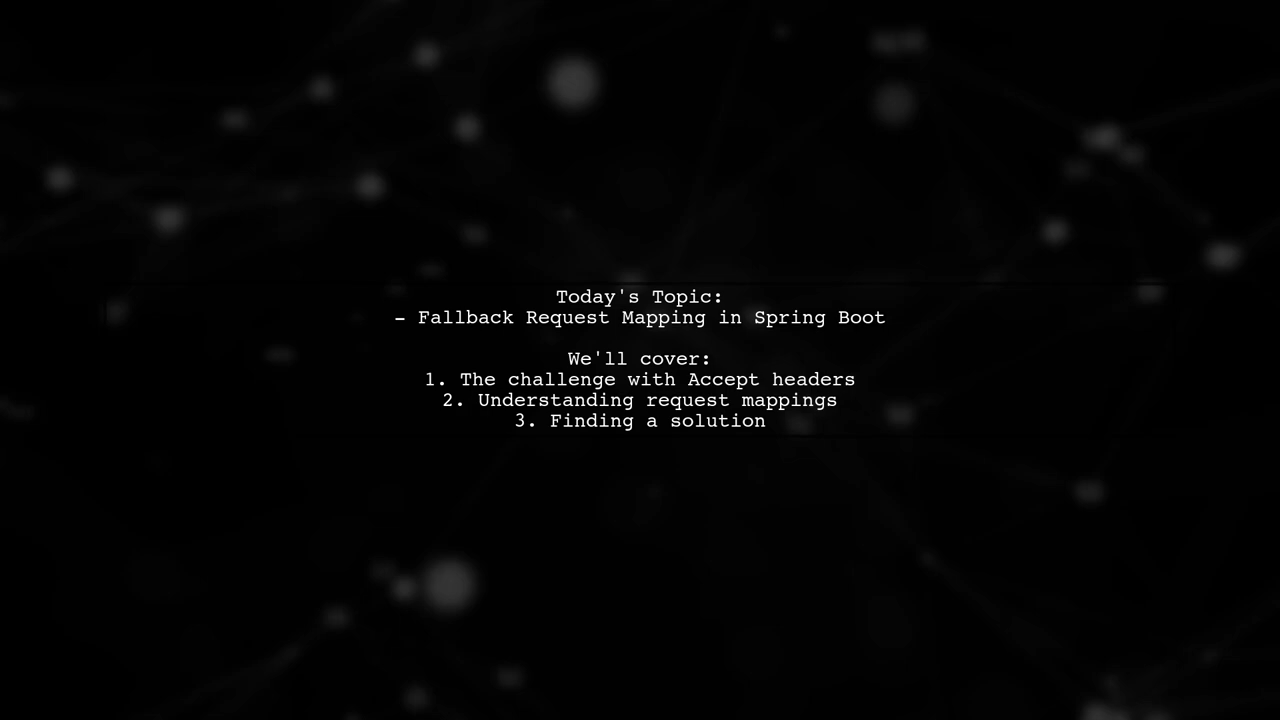 Today's Topic:
- Fallback Request Mapping in Spring Boot
We'll cover:
1. The challenge with Accept headers
2. Understanding request mappings
3. Finding a solution